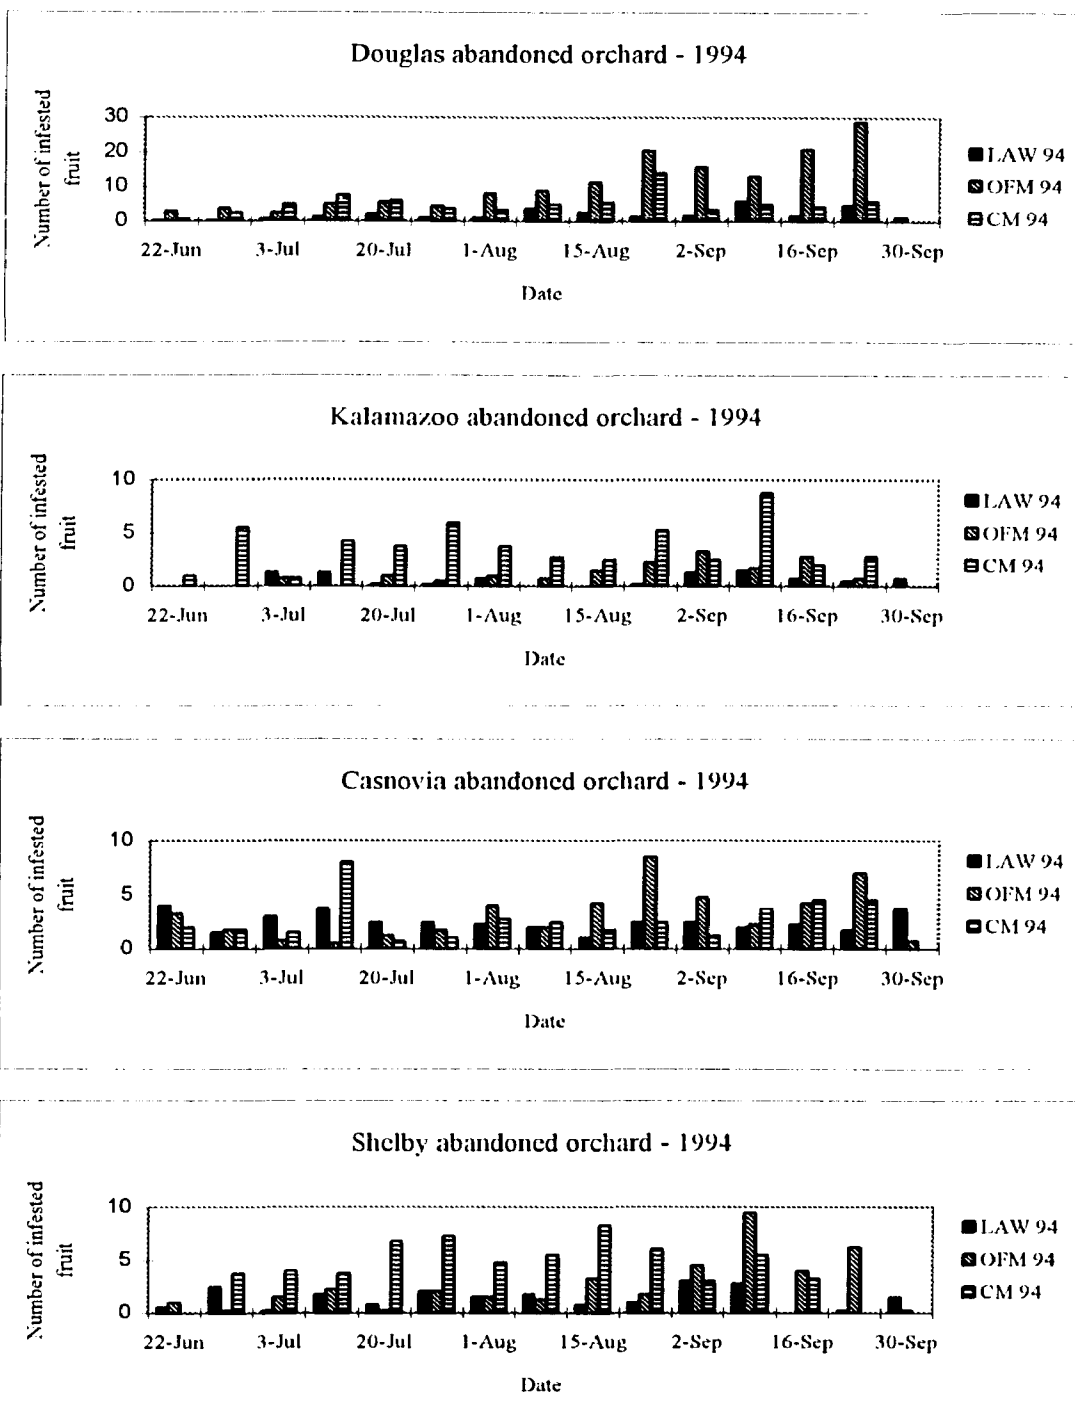 Douglas abandoned orchard - 1994
Number of infested
fruit
30
20
10
0
22-Jun 3-Jul 20-Jul 1-Aug 15-Aug 2-Sep 16-Sep 30-Sep
Date
LAW 94
OFM 94
CM 94
Kalamazoo abandoned orchard - 1994
Number of infested
fruit
10
5
0
22-Jun 3-Jul 20-Jul 1-Aug 15-Aug 2-Sep 16-Sep 30-Sep
Date
LAW 94
OFM 94
CM 94
Casnovia abandoned orchard - 1994
Number of infested
fruit
10
5
0
22-Jun 3-Jul 20-Jul 1-Aug 15-Aug 2-Sep 16-Sep 30-Sep
Date
LAW 94
OFM 94
CM 94
Shelby abandoned orchard - 1994
Number of infested
fruit
10
5
0
22-Jun 3-Jul 20-Jul 1-Aug 15-Aug 2-Sep 16-Sep 30-Sep
Date
LAW 94
OFM 94
CM 94